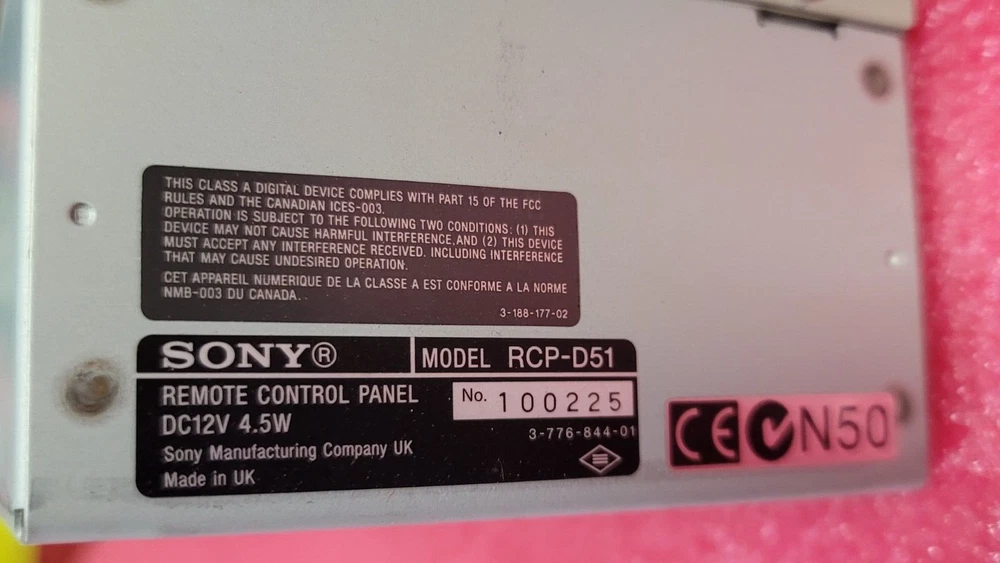 THIS CLASS A DIGITAL DEVICE COMPLIES WITH PART 15 OF THE FCC
RULES AND THE CANADIAN ICES-003.
OPERATION IS SUBJECT TO THE FOLLOWING TWO CONDITIONS: (1) THIS
DEVICE MAY NOT CAUSE HARMFUL INTERFERENCE,AND (2) THIS DEVICE
MUST ACCEPT ANY INTERFERENCE RECEIVED. INCLUDING INTERFERENCE
THAT MAY CAUSE UNDESIRED OPERATION.
CET APPAREIL NUMERIQUE DE LA CLASSE A EST CONFORME A LA NORME
NMB-003 DU CANADA.
3-188-177-02
SONY® MODEL RCP-D51
REMOTE CONTROL PANEL No. 100225
DC12V 4.5W
3-776-844-01
Sony Manufacturing Company UK
Made in UK
CE N50